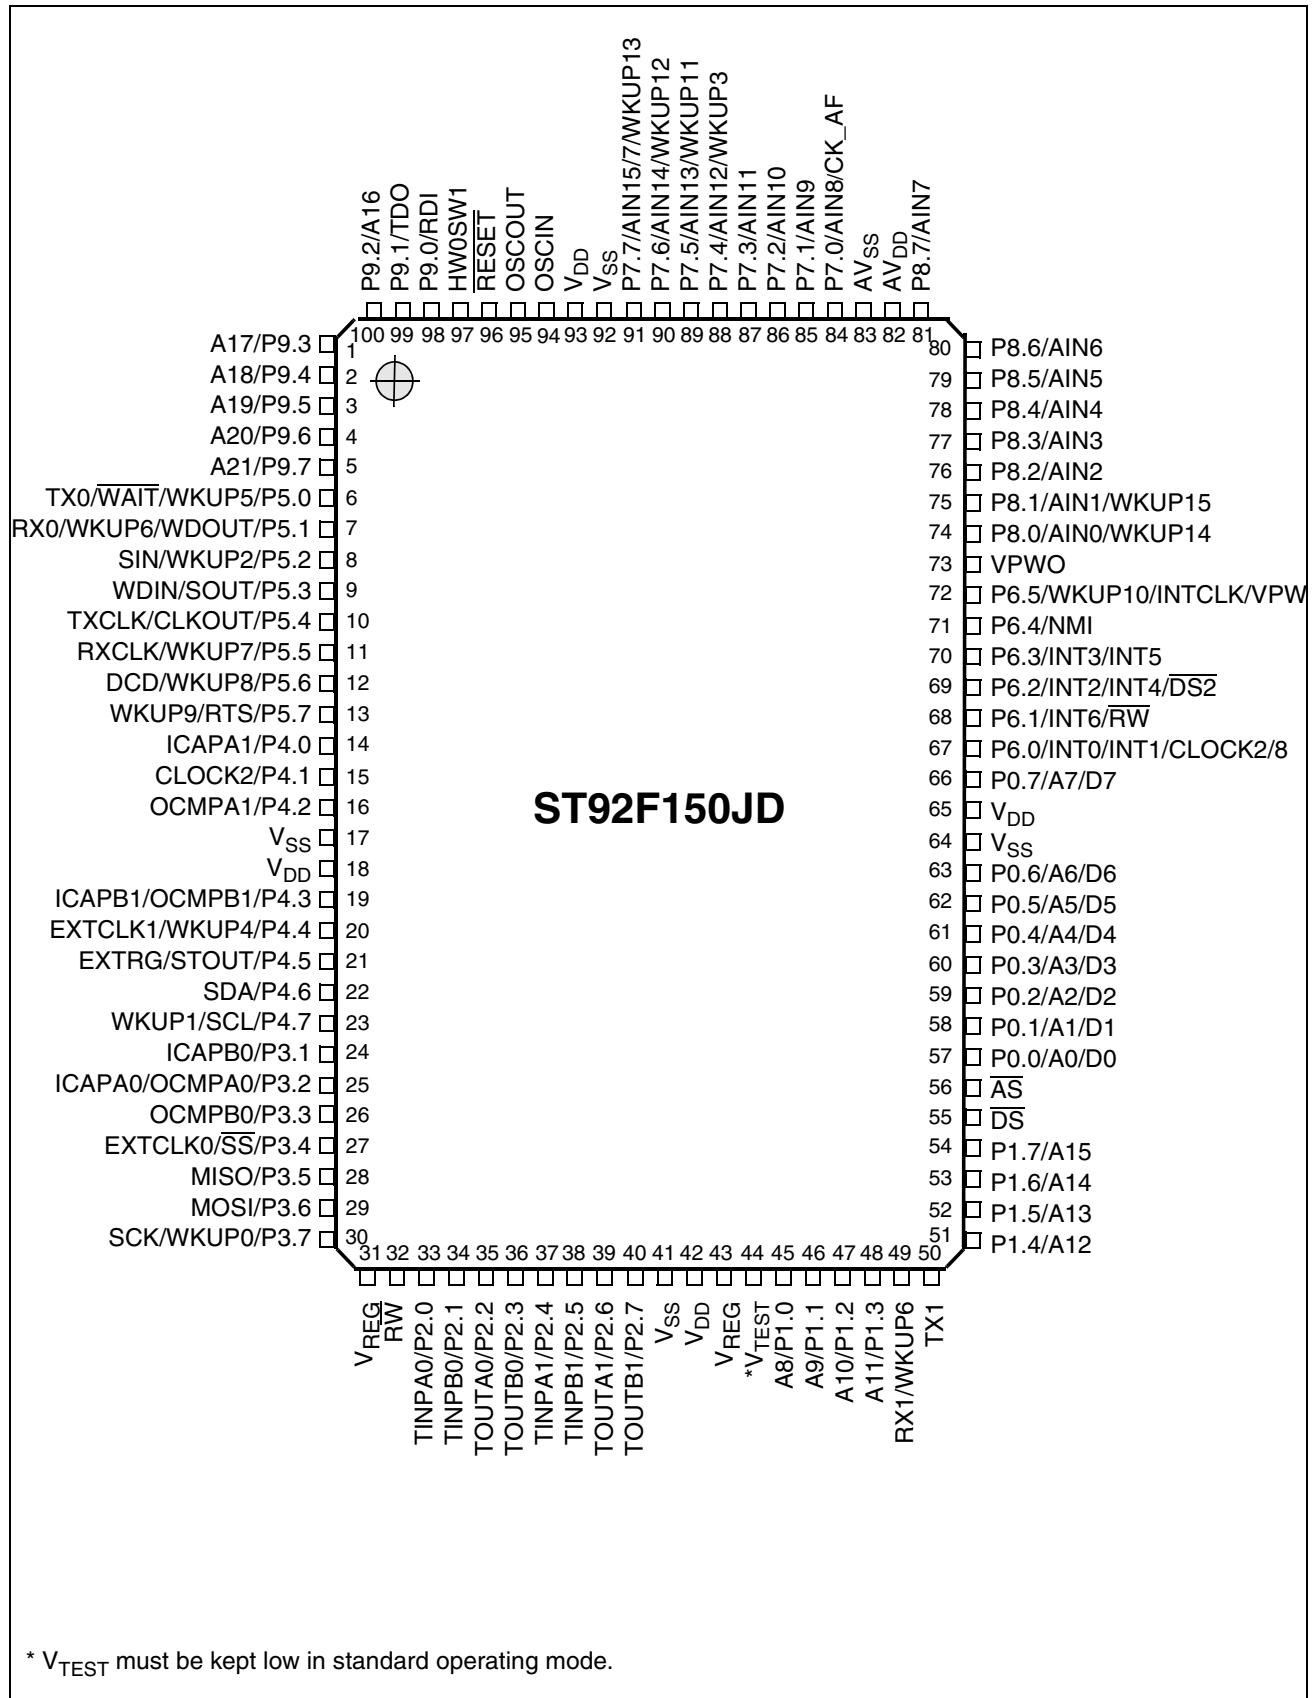 P9.2/A16
P9.1/TDO
P9.0/RDI
HW0SW1
RESET
OSCOUT
OSCIN
VDD
VSS
P7.7/AIN15/7/WKUP13
P7.6/AIN14/WKUP12
P7.5/AIN13/WKUP11
P7.4/AIN12/WKUP3
P7.3/AIN11
P7.2/AIN10
P7.1/AIN9
P7.0/AIN8/CK_AF
AVSS
AVDD
P8.7/AIN7
100 99 98 97 96 95 94 93 92 91 90 89 88 87 86 85 84 83 82 81
A17/P9.3 1
A18/P9.4 2
A19/P9.5 3
A20/P9.6 4
A21/P9.7 5
TX0/WAIT/WKUP5/P5.0 6
RX0/WKUP6/WDOUT/P5.1 7
SIN/WKUP2/P5.2 8
WDIN/SOUT/P5.3 9
TXCLK/CLKOUT/P5.4 10
RXCLK/WKUP7/P5.5 11
DCD/WKUP8/P5.6 12
WKUP9/RTS/P5.7 13
ICAPA1/P4.0 14
CLOCK2/P4.1 15
OCMPA1/P4.2 16
VSS 17
VDD 18
ICAPB1/OCMPB1/P4.3 19
EXTCLK1/WKUP4/P4.4 20
EXTRG/STOUT/P4.5 21
SDA/P4.6 22
WKUP1/SCL/P4.7 23
ICAPB0/P3.1 24
ICAPA0/OCMPA0/P3.2 25
OCMPB0/P3.3 26
EXTCLK0/SS/P3.4 27
MISO/P3.5 28
MOSI/P3.6 29
SCK/WKUP0/P3.7 30
ST92F150JD
80 P8.6/AIN6
79 P8.5/AIN5
78 P8.4/AIN4
77 P8.3/AIN3
76 P8.2/AIN2
75 P8.1/AIN1/WKUP15
74 P8.0/AIN0/WKUP14
73 VPWO
72 P6.5/WKUP10/INTCLK/VPW
71 P6.4/NMI
70 P6.3/INT3/INT5
69 P6.2/INT2/INT4/DS2
68 P6.1/INT6/RW
67 P6.0/INT0/INT1/CLOCK2/8
66 P0.7/A7/D7
65 VDD
64 VSS
63 P0.6/A6/D6
62 P0.5/A5/D5
61 P0.4/A4/D4
60 P0.3/A3/D3
59 P0.2/A2/D2
58 P0.1/A1/D1
57 P0.0/A0/D0
56 AS
55 DS
54 P1.7/A15
53 P1.6/A14
52 P1.5/A13
51 P1.4/A12
31 32 33 34 35 36 37 38 39 40 41 42 43 44 45 46 47 48 49 50
VREG
RW
TINPA0/P2.0
TINPB0/P2.1
TOUTA0/P2.2
TOUTB0/P2.3
TINPA1/P2.4
TINPB1/P2.5
TOUTA1/P2.6
TOUTB1/P2.7
VSS
VDD
VREG
*VTEST
A8/P1.0
A9/P1.1
A10/P1.2
A11/P1.3
RX1/WKUP6
TX1
* VTEST must be kept low in standard operating mode.